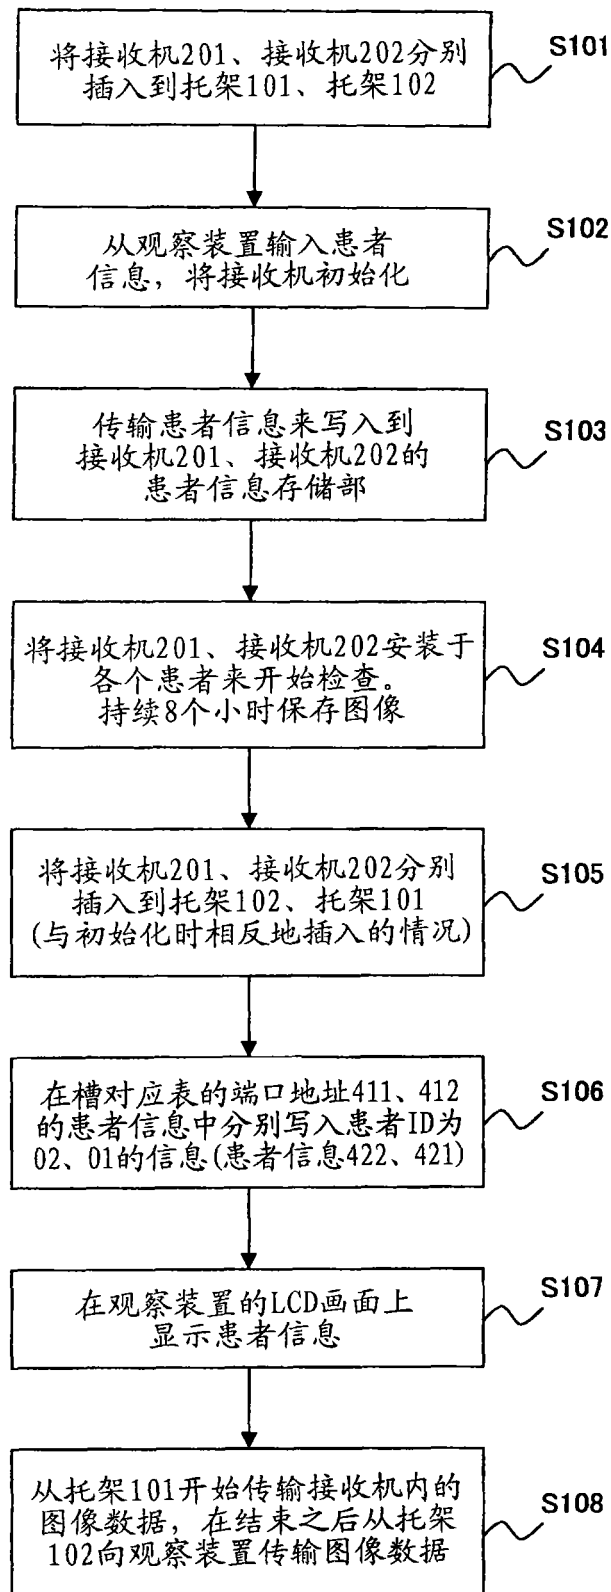 将接收机201、接收机202分别
插入到托架101、托架102
S101
从观察装置输入患者
信息，将接收机初始化
S102
传输患者信息来写入到
接收机201、接收机202的
患者信息存储部
S103
将接收机201、接收机202安装于
各个患者来开始检查。
持续8个小时保存图像
S104
将接收机201、接收机202分别
插入到托架102、托架101
(与初始化时相反地插入的情况)
S105
在槽对应表的端口地址411、412
的患者信息中分别写入患者ID为
02、01的信息(患者信息422、421)
S106
在观察装置的LCD画面上
显示患者信息
S107
从托架101开始传输接收机内的
图像数据，在结束之后从托架
102向观察装置传输图像数据
S108